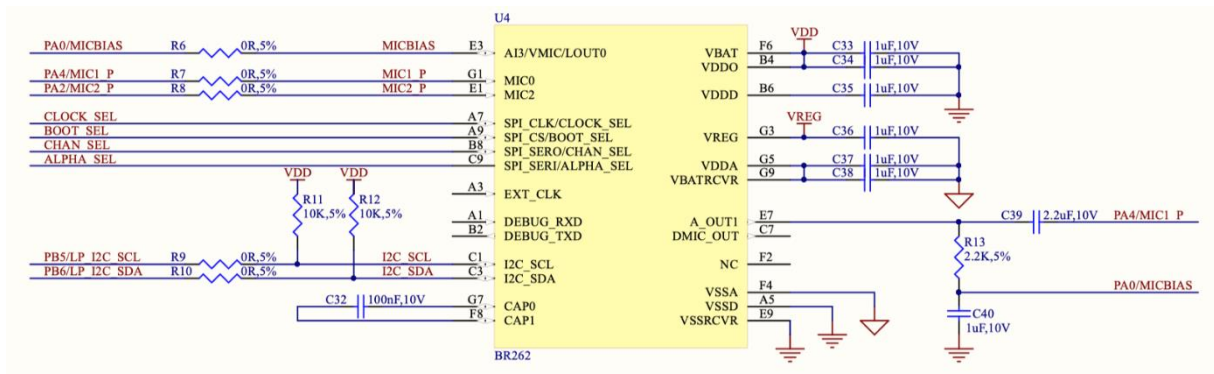 U4
PA0/MICBIAS R6 0R,5% MICBIAS E3 AI3/VMIC/LOUT0
PA4/MIC1_P R7 0R,5% MIC1_P G1 MIC0
PA2/MIC2_P R8 0R,5% MIC2_P E1 MIC2
CLOCK_SEL A7 SPI_CLK/CLOCK_SEL
BOOT_SEL A9 SPI_CS/BOOT_SEL
CHAN_SEL B8 SPI_SERO/CHAN_SEL
ALPHA_SEL C9 SPI_SERI/ALPHA_SEL
VDD VDD
R11 R12
10K,5% 10K,5%
A3 EXT_CLK
A1 DEBUG_RXD
B2 DEBUG_TXD
PB5/LP_I2C_SCL R9 0R,5% I2C_SCL C1 I2C_SCL
PB6/LP_I2C_SDA R10 0R,5% I2C_SDA C3 I2C_SDA
C32 100nF,10V G7 CAP0
F8 CAP1
VDD
VBAT F6 C33 1uF,10V
VDDO B4 C34 1uF,10V
VDDD B6 C35 1uF,10V
VREG
VREG G3 C36 1uF,10V
VDDA G5 C37 1uF,10V
VBATRCVR G9 C38 1uF,10V
A_OUT1 E7 C39 2.2uF,10V PA4/MIC1_P
DMIC_OUT C7
R13
2.2K,5%
NC F2
PA0/MICBIAS
VSSA F4
VSSD A5
VSSRCVR E9
C40
1uF,10V
BR262